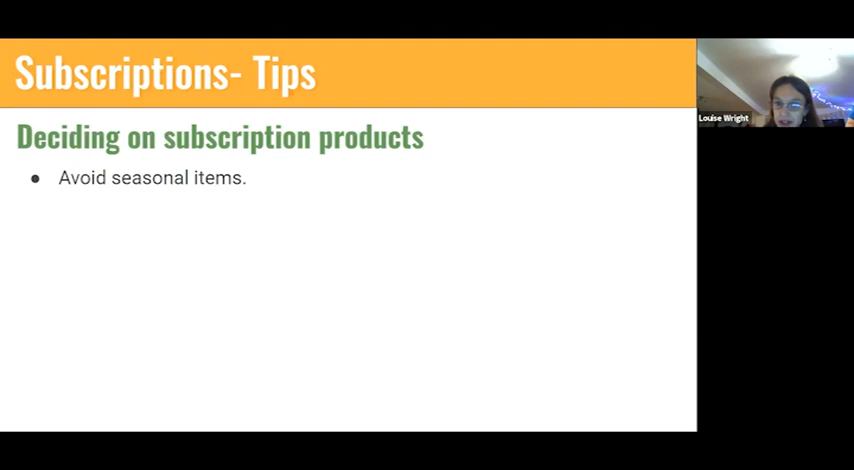 Subscriptions- Tips
Deciding on subscription products
● Avoid seasonal items.
Louise Wright